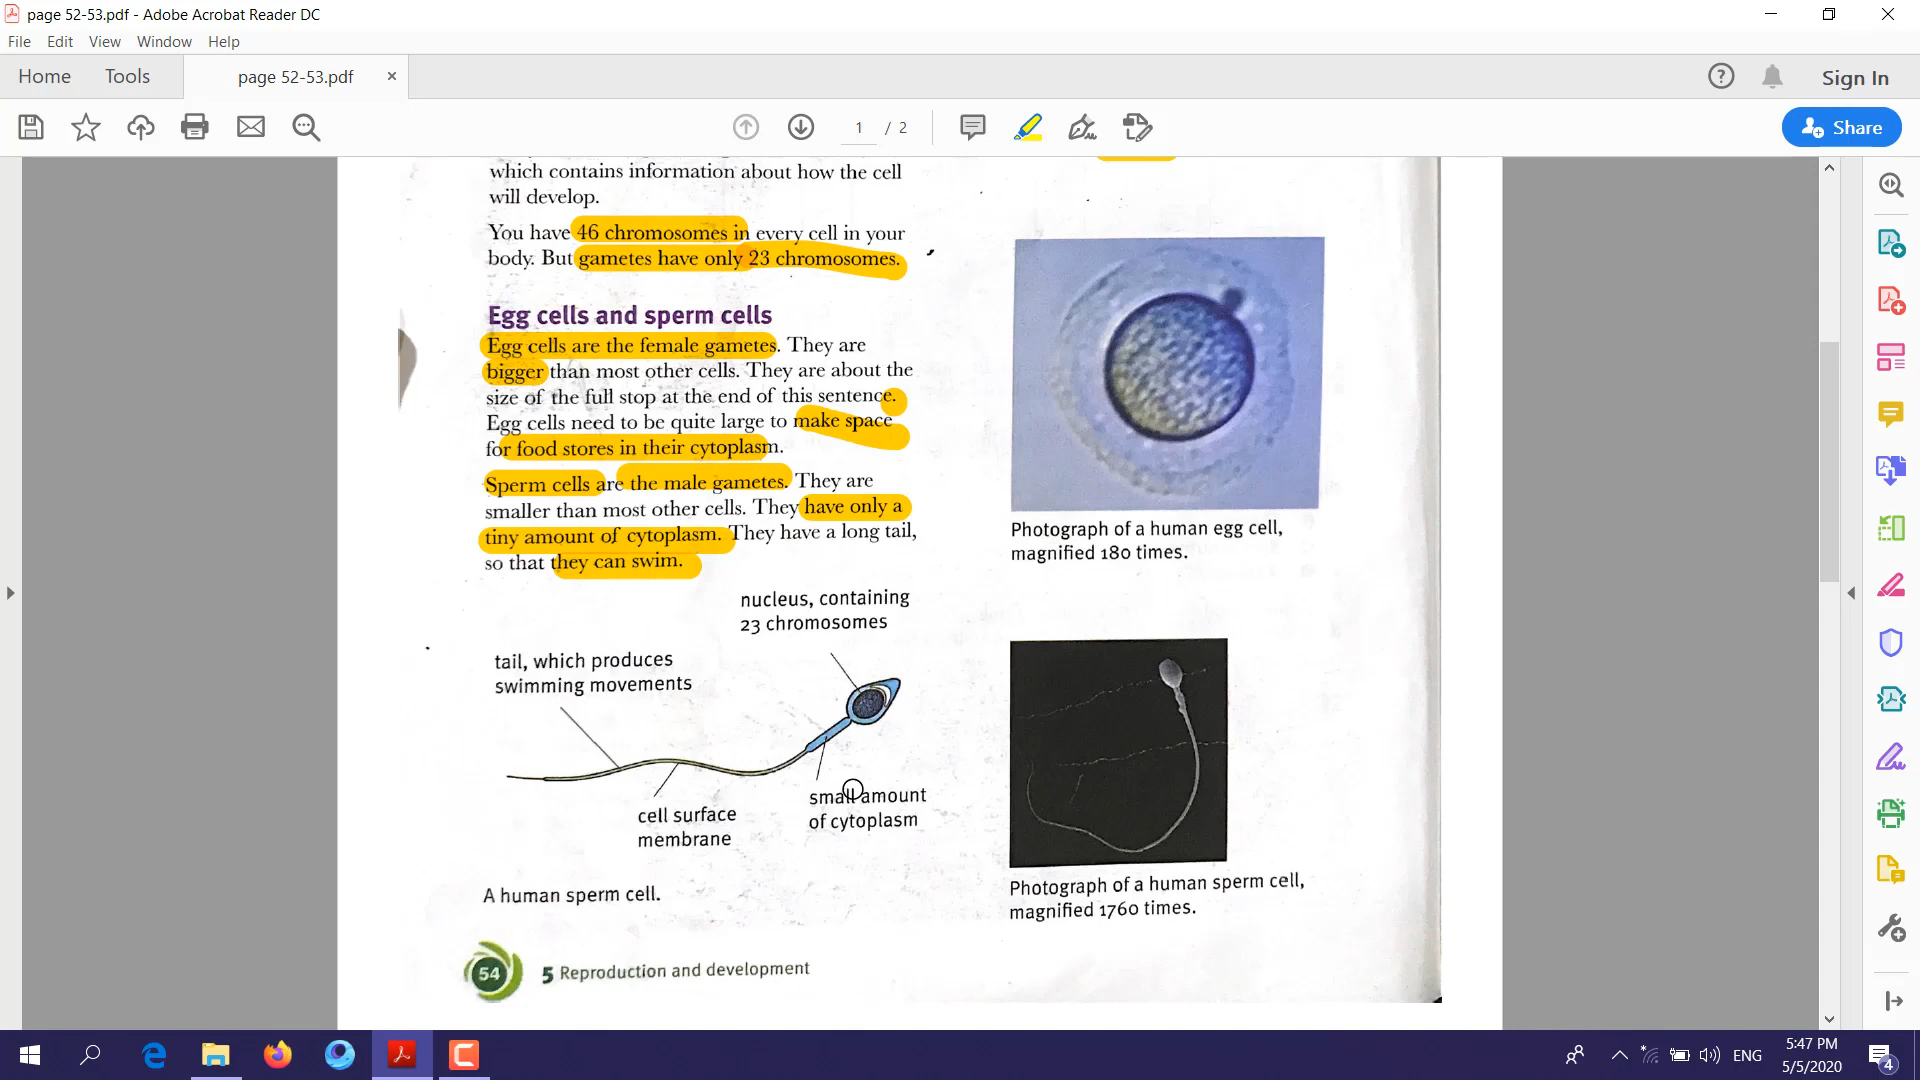 page 52-53.pdf - Adobe Acrobat Reader DC
File Edit View Window Help
Home Tools page 52-53.pdf × Sign In
1 / 2 Share
which contains information about how the cell
will develop.
You have 46 chromosomes in every cell in your
body. But gametes have only 23 chromosomes.
Egg cells and sperm cells
Egg cells are the female gametes. They are
bigger than most other cells. They are about the
size of the full stop at the end of this sentence.
Egg cells need to be quite large to make space
for food stores in their cytoplasm.
Sperm cells are the male gametes. They are
smaller than most other cells. They have only a
tiny amount of cytoplasm. They have a long tail,
so that they can swim.
Photograph of a human egg cell,
magnified 180 times.
nucleus, containing
23 chromosomes
tail, which produces
swimming movements
cell surface
membrane
small amount
of cytoplasm
A human sperm cell.
Photograph of a human sperm cell,
magnified 1760 times.
54 5 Reproduction and development
ENG
5:47 PM
5/5/2020
4